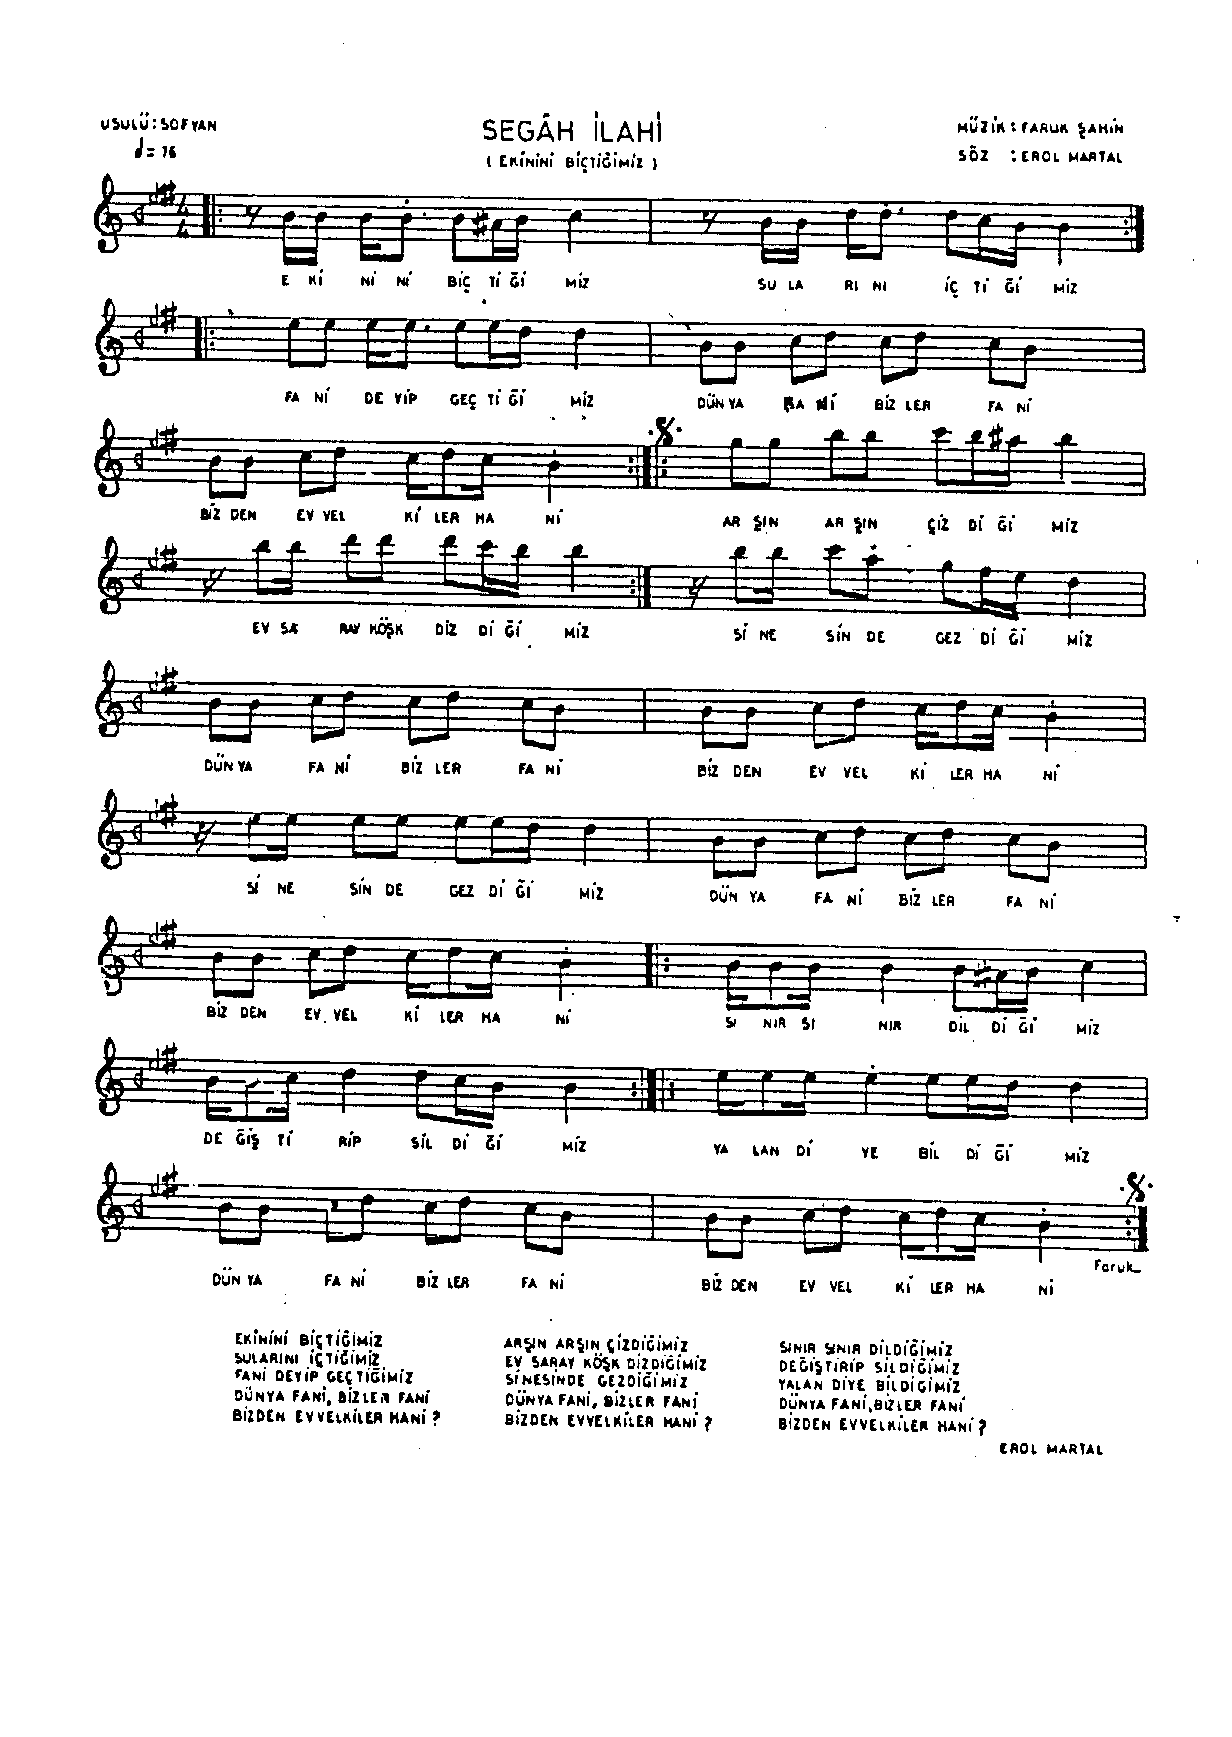 USULÜ: SOFYAN
SEGÂH İLAHİ
MÜZİK: FARUK ŞAHİN
= 76
( EKİNİNİ BİÇTİĞİMİZ )
SÖZ : EROL MARTAL
4
4
E Kİ Nİ Nİ BİÇ Tİ Ğİ MİZ SU LA RI NI İÇ Tİ Ğİ MİZ
FA Nİ DE YİP GEÇ Tİ Ğİ MİZ DÜN YA Nİ BİZ LER FA Nİ
BİZ DEN EV VEL Kİ LER HA Nİ AR ŞIN AR ŞIN ÇİZ Dİ Ğİ MİZ
EV SA RAY KÖŞK DİZ Dİ Ğİ MİZ Sİ NE SİN DE GEZ Dİ Ğİ MİZ
DÜN YA FA Nİ BİZ LER FA Nİ BİZ DEN EV VEL Kİ LER HA Nİ
Sİ NE SİN DE GEZ Dİ Ğİ MİZ DÜN YA FA Nİ BİZ LER FA Nİ
BİZ DEN EV VEL Kİ LER HA Nİ SI NIR SI NIR DİL Dİ Ğİ MİZ
DE ĞİŞ Tİ RİP SİL Dİ Ğİ MİZ YA LAN Dİ YE BİL Dİ Ğİ MİZ
Faruk
DÜN YA FA Nİ BİZ LER FA Nİ BİZ DEN EV VEL Kİ LER HA Nİ
EKİNİNİ BİÇTİĞİMİZ
SULARINI İÇTİĞİMİZ
FANİ DEYİP GEÇTİĞİMİZ
DÜNYA FANİ, BİZLER FANİ
BİZDEN EVVELKİLER HANİ ?
ARŞIN ARŞIN ÇİZDİĞİMİZ
EV SARAY KÖŞK DİZDİĞİMİZ
SİNESİNDE GEZDİĞİMİZ
DÜNYA FANİ, BİZLER FANİ
BİZDEN EVVELKİLER HANİ ?
SINIR SINIR DİLDİĞİMİZ
DEĞİŞTİRİP SİLDİĞİMİZ
YALAN DİYE BİLDİĞİMİZ
DÜNYA FANİ, BİZLER FANİ
BİZDEN EVVELKİLER HANİ ?
EROL MARTAL